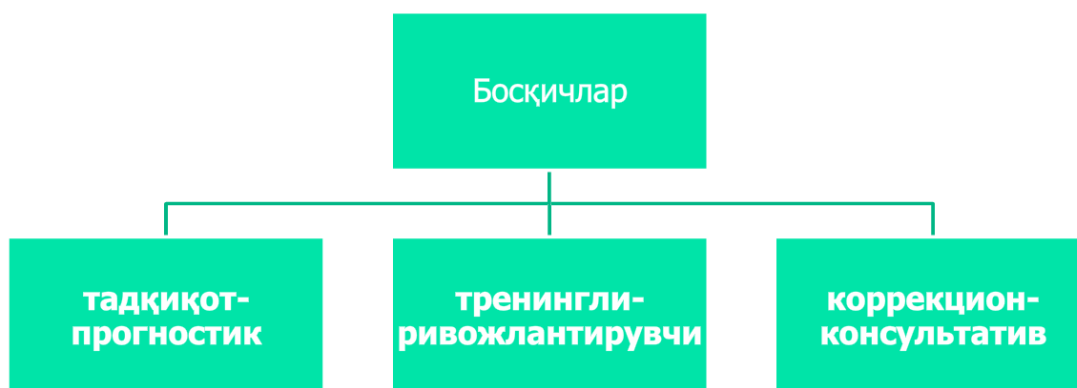 Босқичлар
тадқиқот-
прогностик
тренингли-
ривожлантирувчи
коррекцион-
консультатив